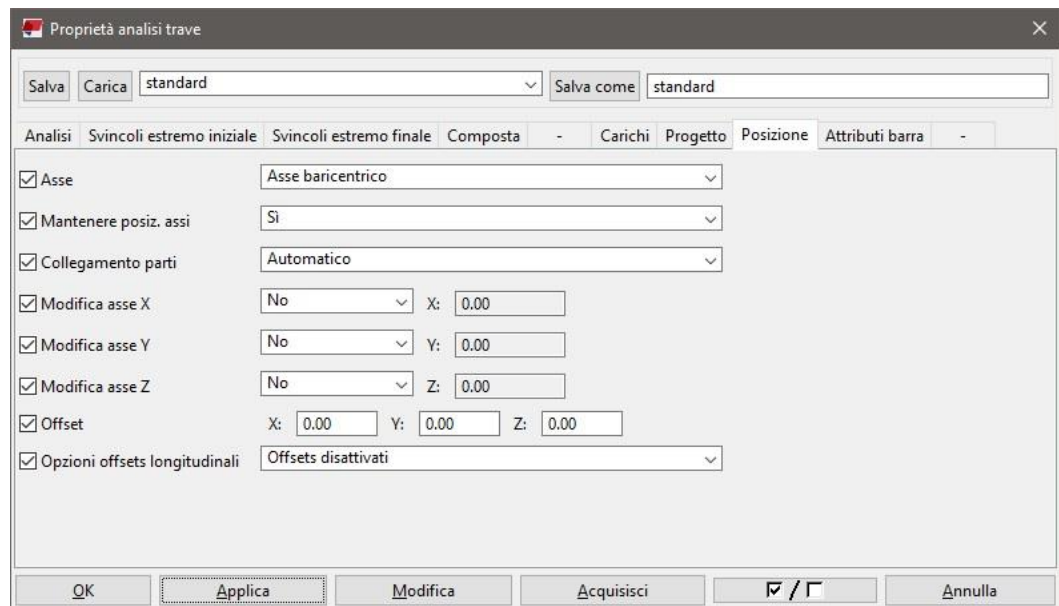 Proprietà analisi trave
Salva Carica standard Salva come standard
Analisi Svincoli estremo iniziale Svincoli estremo finale Composta - Carichi Progetto Posizione Attributi barra -
Asse Asse baricentrico
Mantenere posiz. assi Sì
Collegamento parti Automatico
Modifica asse X No X: 0.00
Modifica asse Y No Y: 0.00
Modifica asse Z No Z: 0.00
Offset X: 0.00 Y: 0.00 Z: 0.00
Opzioni offsets longitudinali Offsets disattivati
OK Applica Modifica Acquisisci / Annulla